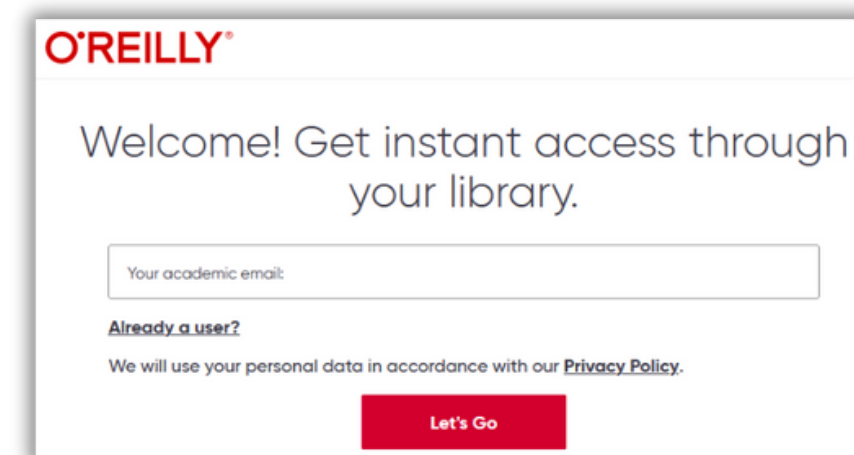 O'REILLY®
Welcome! Get instant access through
your library.
Your academic email:
Already a user?
We will use your personal data in accordance with our Privacy Policy.
Let's Go